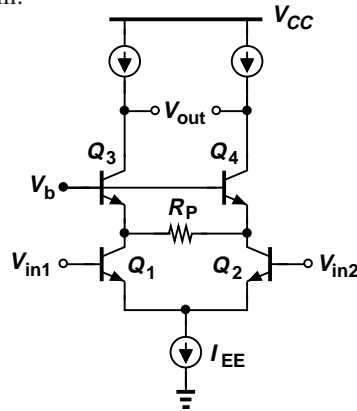 V_CC
V_out
Q_3
Q_4
V_b
R_P
V_in1
Q_1
Q_2
V_in2
I_EE